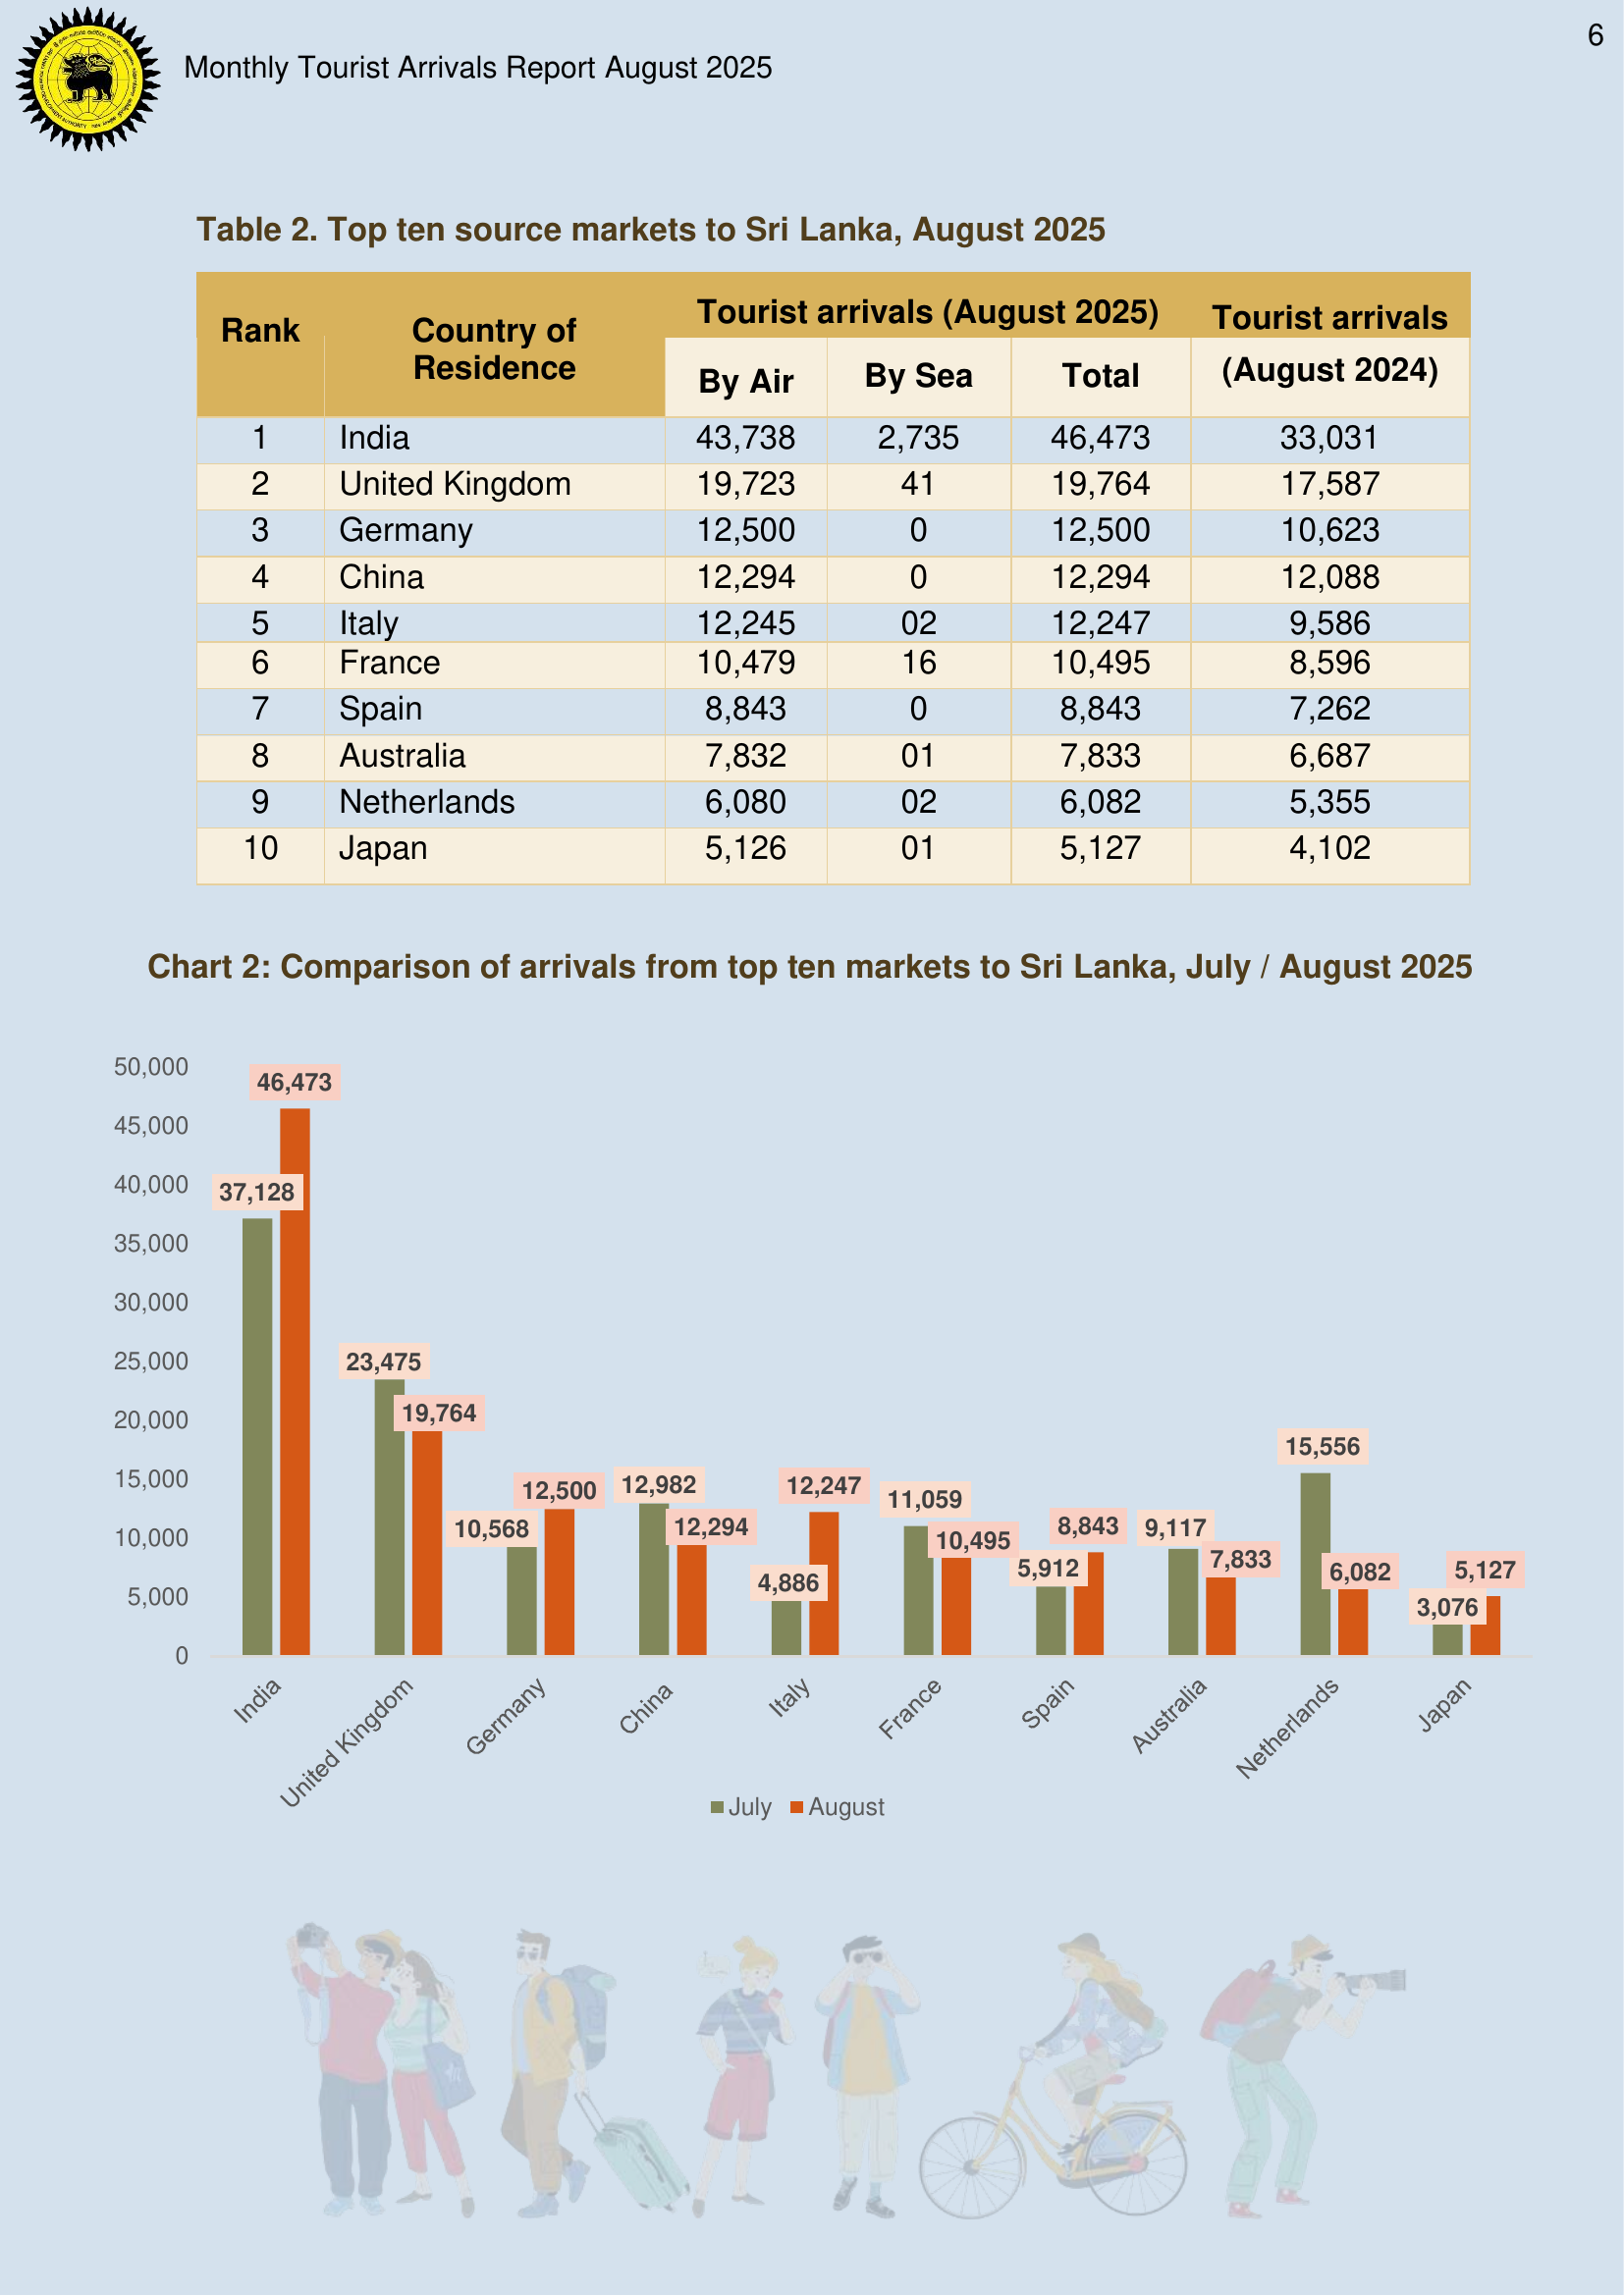 6
Monthly Tourist Arrivals Report August 2025
Table 2. Top ten source markets to Sri Lanka, August 2025
Rank Country of Residence Tourist arrivals (August 2025) Tourist arrivals (August 2024)
By Air By Sea Total
1 India 43,738 2,735 46,473 33,031
2 United Kingdom 19,723 41 19,764 17,587
3 Germany 12,500 0 12,500 10,623
4 China 12,294 0 12,294 12,088
5 Italy 12,245 02 12,247 9,586
6 France 10,479 16 10,495 8,596
7 Spain 8,843 0 8,843 7,262
8 Australia 7,832 01 7,833 6,687
9 Netherlands 6,080 02 6,082 5,355
10 Japan 5,126 01 5,127 4,102
Chart 2: Comparison of arrivals from top ten markets to Sri Lanka, July / August 2025
50,000
45,000
40,000
35,000
30,000
25,000
20,000
15,000
10,000
5,000
0
37,128 46,473
23,475 19,764
10,568 12,500
12,982 12,294
4,886 12,247
11,059 10,495
5,912 8,843
9,117 7,833
15,556 6,082
3,076 5,127
India United Kingdom Germany China Italy France Spain Australia Netherlands Japan
July August